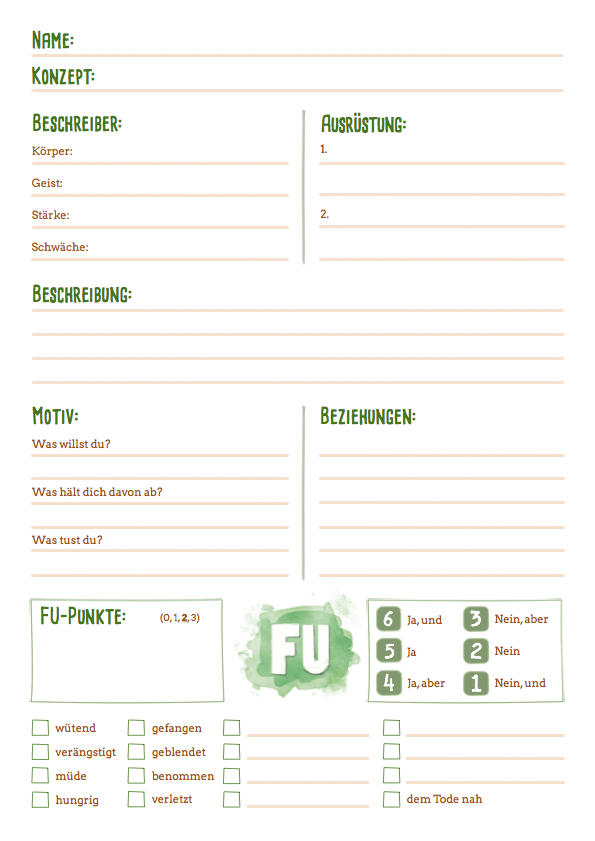 Name:
Konzept:
Beschreiber:
Körper:
Geist:
Stärke:
Schwäche:
Ausrüstung:
1.
2.
Beschreibung:
Motiv:
Was willst du?
Was hält dich davon ab?
Was tust du?
Beziehungen:
FU-Punkte: (0, 1, 2, 3)
FU
6 Ja, und
5 Ja
4 Ja, aber
3 Nein, aber
2 Nein
1 Nein, und
wütend
verängstigt
müde
hungrig
gefangen
geblendet
benommen
verletzt
dem Tode nah